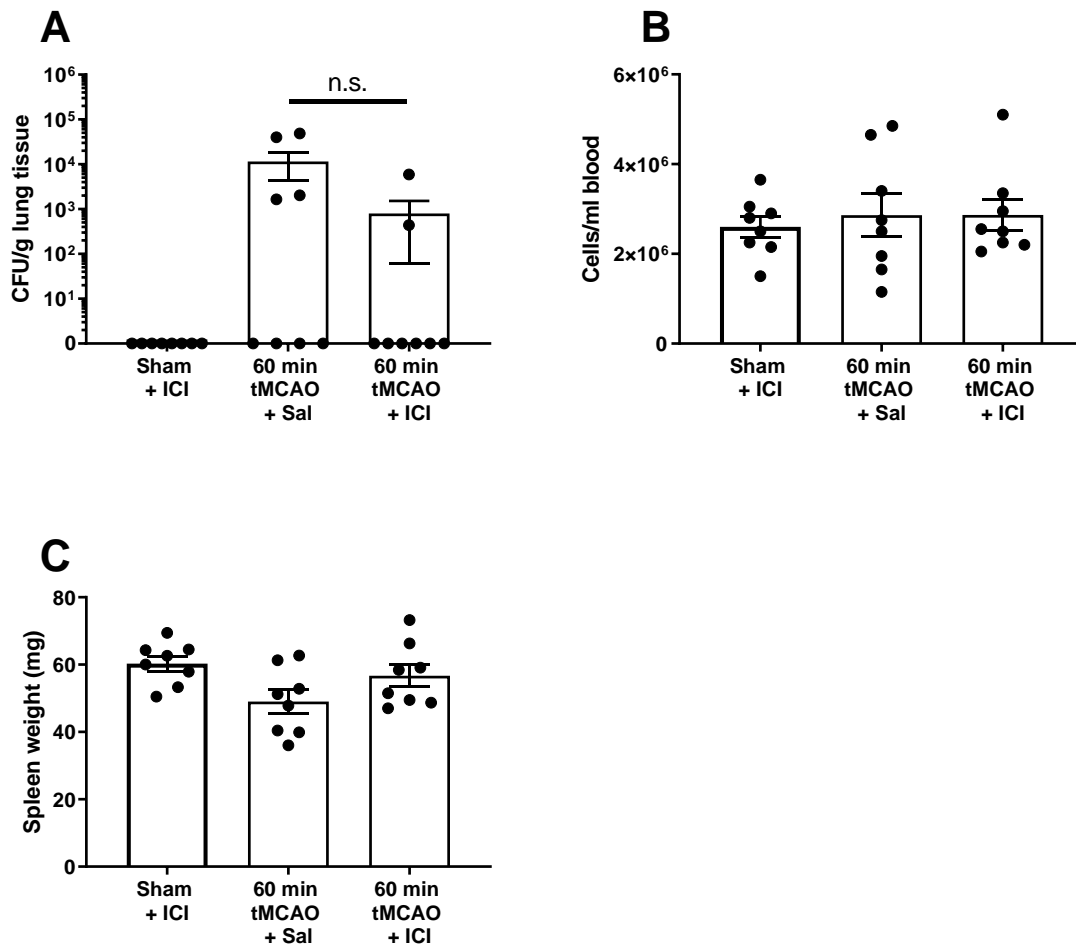 A
CFU/g lung tissue
10⁶
10⁵
10⁴
10³
10²
10¹
0
n.s.
Sham
+ ICI
60 min
tMCAO
+ Sal
60 min
tMCAO
+ ICI
B
Cells/ml blood
6×10⁶
4×10⁶
2×10⁶
0
Sham
+ ICI
60 min
tMCAO
+ Sal
60 min
tMCAO
+ ICI
C
Spleen weight (mg)
80
60
40
20
0
Sham
+ ICI
60 min
tMCAO
+ Sal
60 min
tMCAO
+ ICI